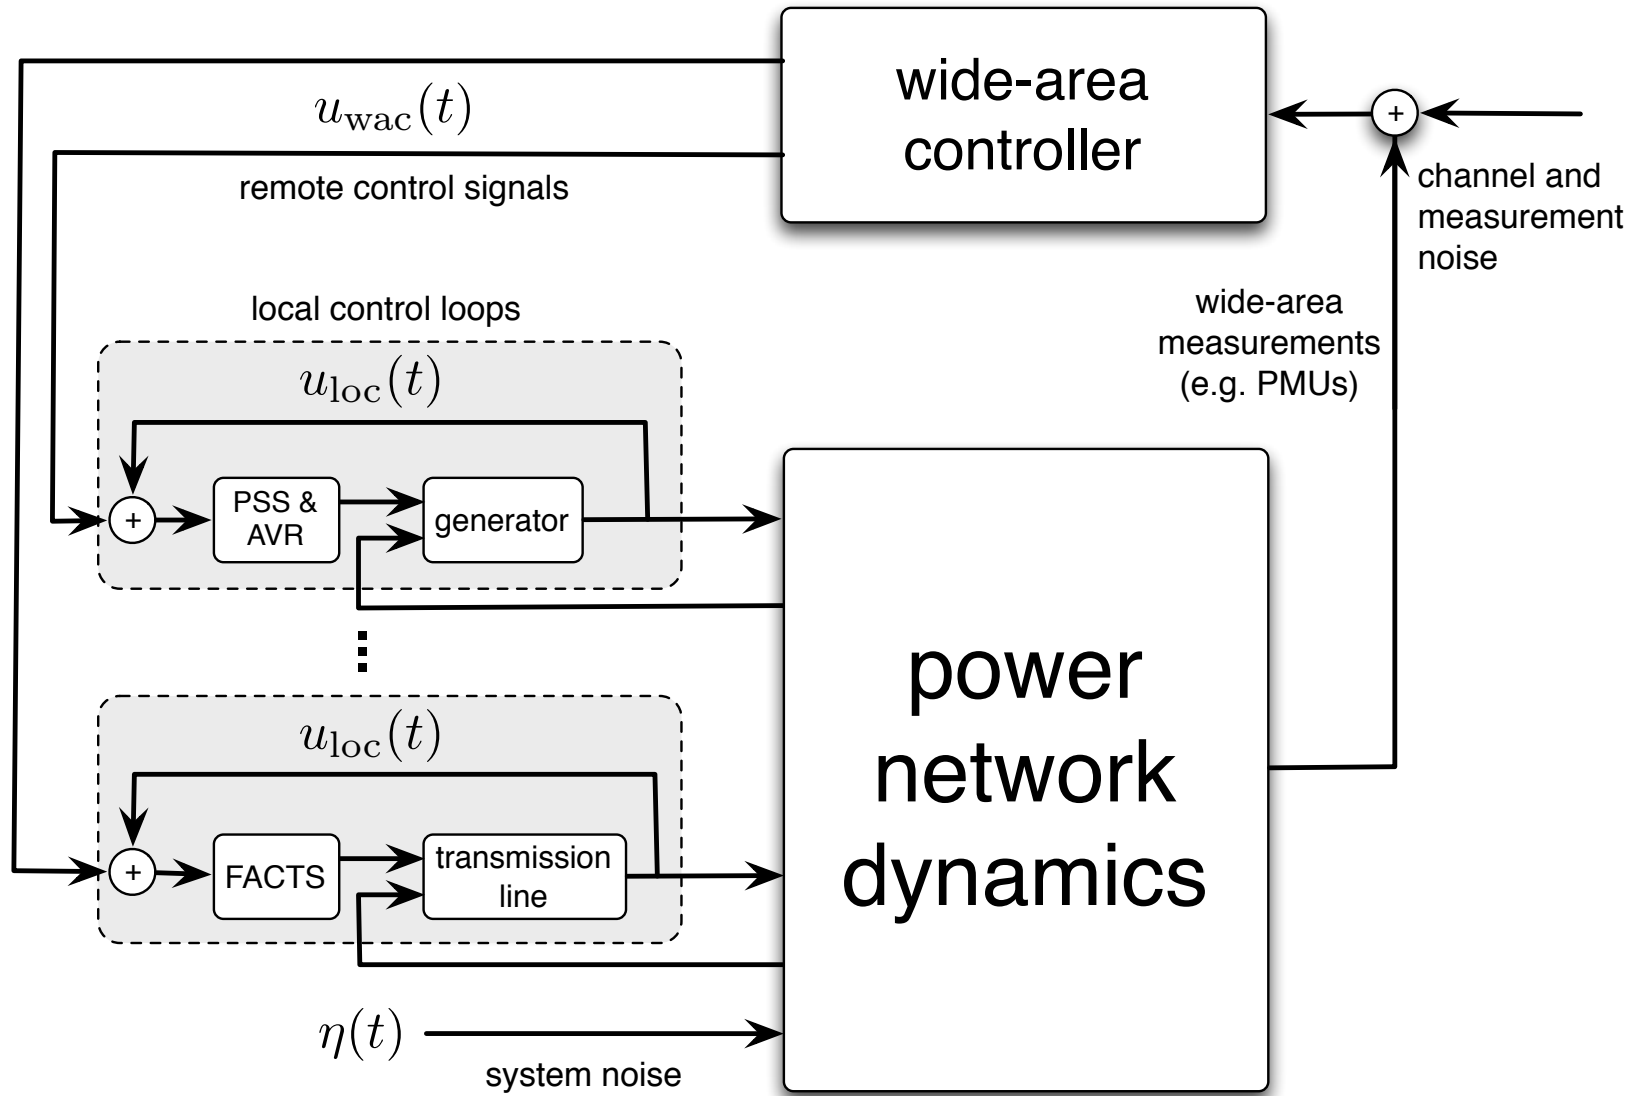 wide-area
controller
u_wac(t)
remote control signals
+
channel and
measurement
noise
wide-area
measurements
(e.g. PMUs)
local control loops
u_loc(t)
+
PSS &
AVR
generator
u_loc(t)
+
FACTS
transmission
line
power
network
dynamics
η(t)
system noise